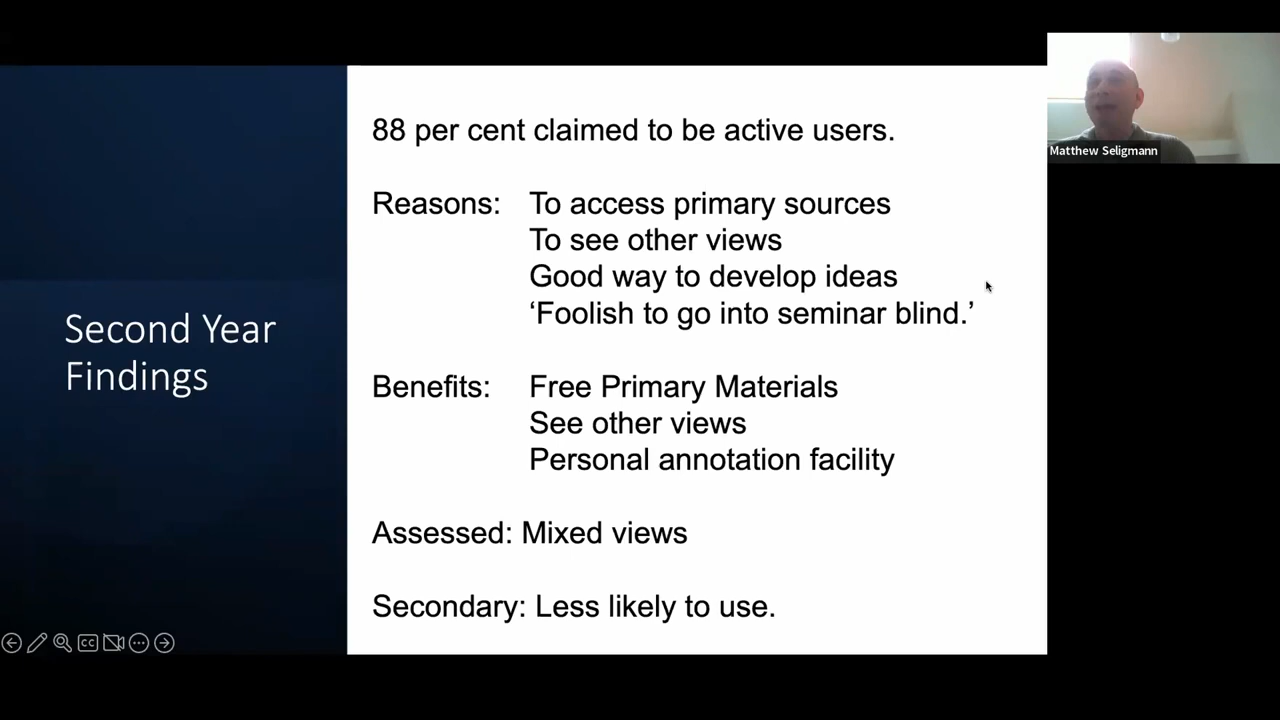 Second Year
Findings
88 per cent claimed to be active users.
Reasons: To access primary sources
To see other views
Good way to develop ideas
‘Foolish to go into seminar blind.’
Benefits: Free Primary Materials
See other views
Personal annotation facility
Assessed: Mixed views
Secondary: Less likely to use.
Matthew Seligmann
CC